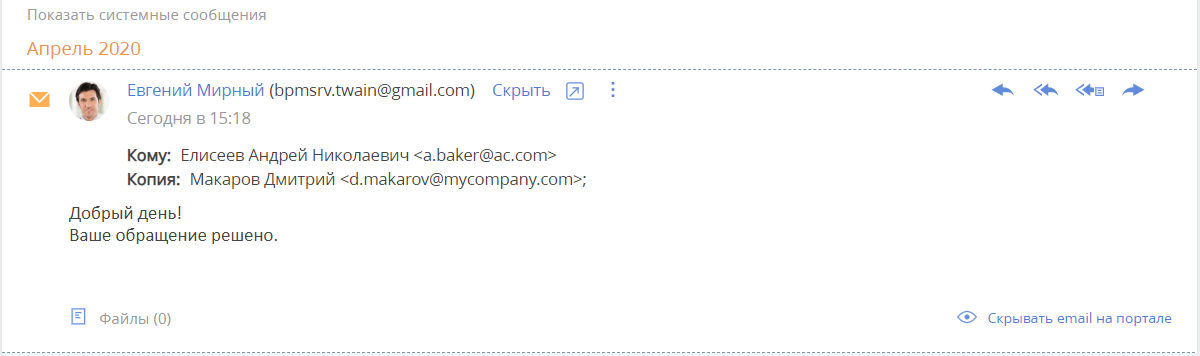 Показать системные сообщения
Апрель 2020
Евгений Мирный (bpmsrv.twain@gmail.com) Скрыть
Сегодня в 15:18
Кому: Елисеев Андрей Николаевич <a.baker@ac.com>
Копия: Макаров Дмитрий <d.makarov@mycompany.com>;
Добрый день!
Ваше обращение решено.
Файлы (0) Скрывать email на портале